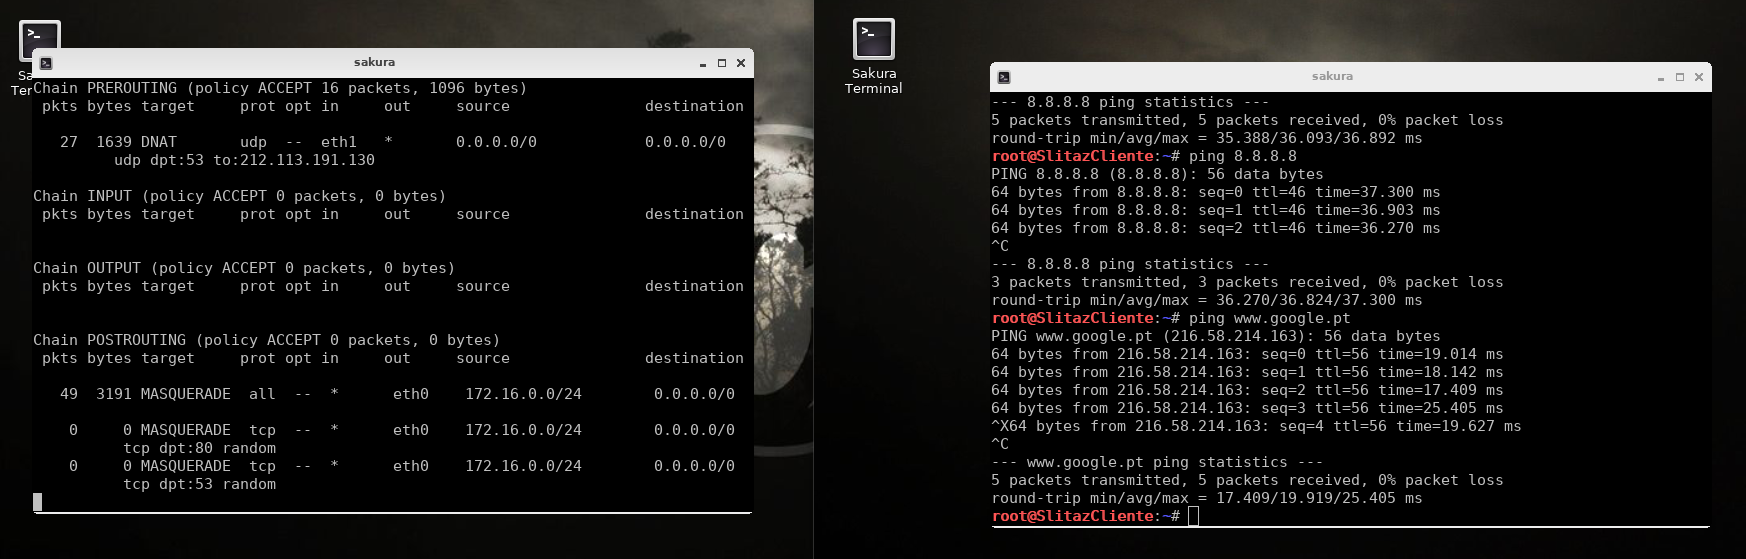 Sa
Ter
sakura
Chain PREROUTING (policy ACCEPT 16 packets, 1096 bytes)
 pkts bytes target     prot opt in     out     source               destination
   27  1639 DNAT       udp  --  eth1   *       0.0.0.0/0            0.0.0.0/0
         udp dpt:53 to:212.113.191.130
Chain INPUT (policy ACCEPT 0 packets, 0 bytes)
 pkts bytes target     prot opt in     out     source               destination
Chain OUTPUT (policy ACCEPT 0 packets, 0 bytes)
 pkts bytes target     prot opt in     out     source               destination
Chain POSTROUTING (policy ACCEPT 0 packets, 0 bytes)
 pkts bytes target     prot opt in     out     source               destination
   49  3191 MASQUERADE  all  --  *      eth0    172.16.0.0/24        0.0.0.0/0
    0     0 MASQUERADE  tcp  --  *      eth0    172.16.0.0/24        0.0.0.0/0
          tcp dpt:80 random
    0     0 MASQUERADE  tcp  --  *      eth0    172.16.0.0/24        0.0.0.0/0
          tcp dpt:53 random
Sakura
Terminal
sakura
--- 8.8.8.8 ping statistics ---
5 packets transmitted, 5 packets received, 0% packet loss
round-trip min/avg/max = 35.388/36.093/36.892 ms
root@SlitazCliente:~# ping 8.8.8.8
PING 8.8.8.8 (8.8.8.8): 56 data bytes
64 bytes from 8.8.8.8: seq=0 ttl=46 time=37.300 ms
64 bytes from 8.8.8.8: seq=1 ttl=46 time=36.903 ms
64 bytes from 8.8.8.8: seq=2 ttl=46 time=36.270 ms
^C
--- 8.8.8.8 ping statistics ---
3 packets transmitted, 3 packets received, 0% packet loss
round-trip min/avg/max = 36.270/36.824/37.300 ms
root@SlitazCliente:~# ping www.google.pt
PING www.google.pt (216.58.214.163): 56 data bytes
64 bytes from 216.58.214.163: seq=0 ttl=56 time=19.014 ms
64 bytes from 216.58.214.163: seq=1 ttl=56 time=18.142 ms
64 bytes from 216.58.214.163: seq=2 ttl=56 time=17.409 ms
64 bytes from 216.58.214.163: seq=3 ttl=56 time=25.405 ms
^X64 bytes from 216.58.214.163: seq=4 ttl=56 time=19.627 ms
^C
--- www.google.pt ping statistics ---
5 packets transmitted, 5 packets received, 0% packet loss
round-trip min/avg/max = 17.409/19.919/25.405 ms
root@SlitazCliente:~#